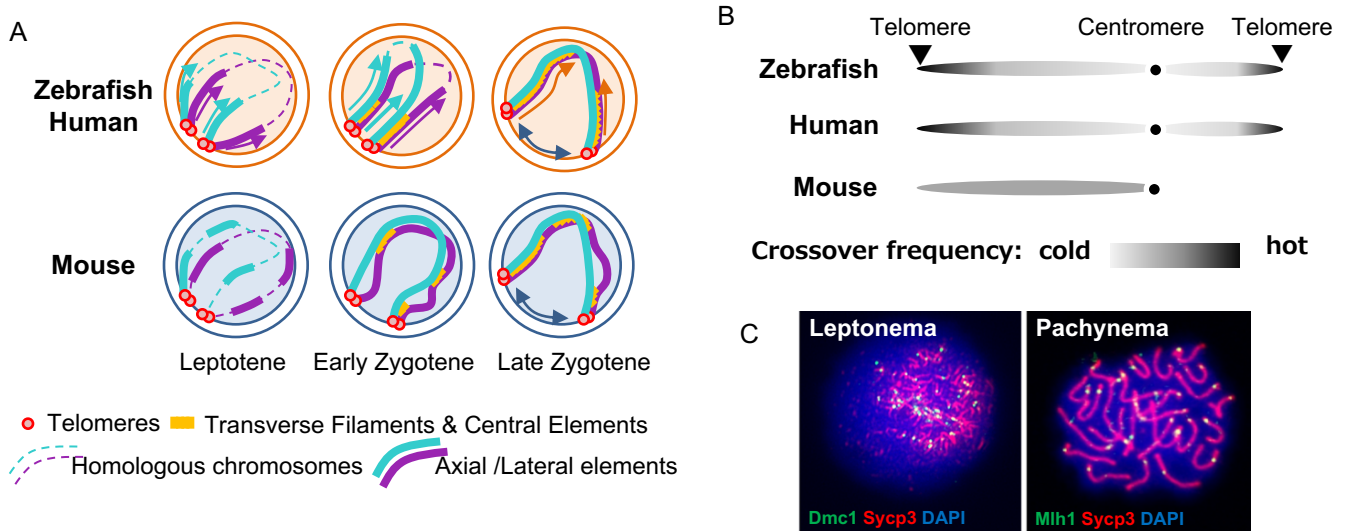 A
Zebrafish
Human
Mouse
Leptotene Early Zygotene Late Zygotene
Telomeres Transverse Filaments & Central Elements
Homologous chromosomes Axial /Lateral elements
B
Telomere Centromere Telomere
Zebrafish
Human
Mouse
Crossover frequency: cold hot
C
Leptonema Pachynema
Dmc1 Sycp3 DAPI Mlh1 Sycp3 DAPI